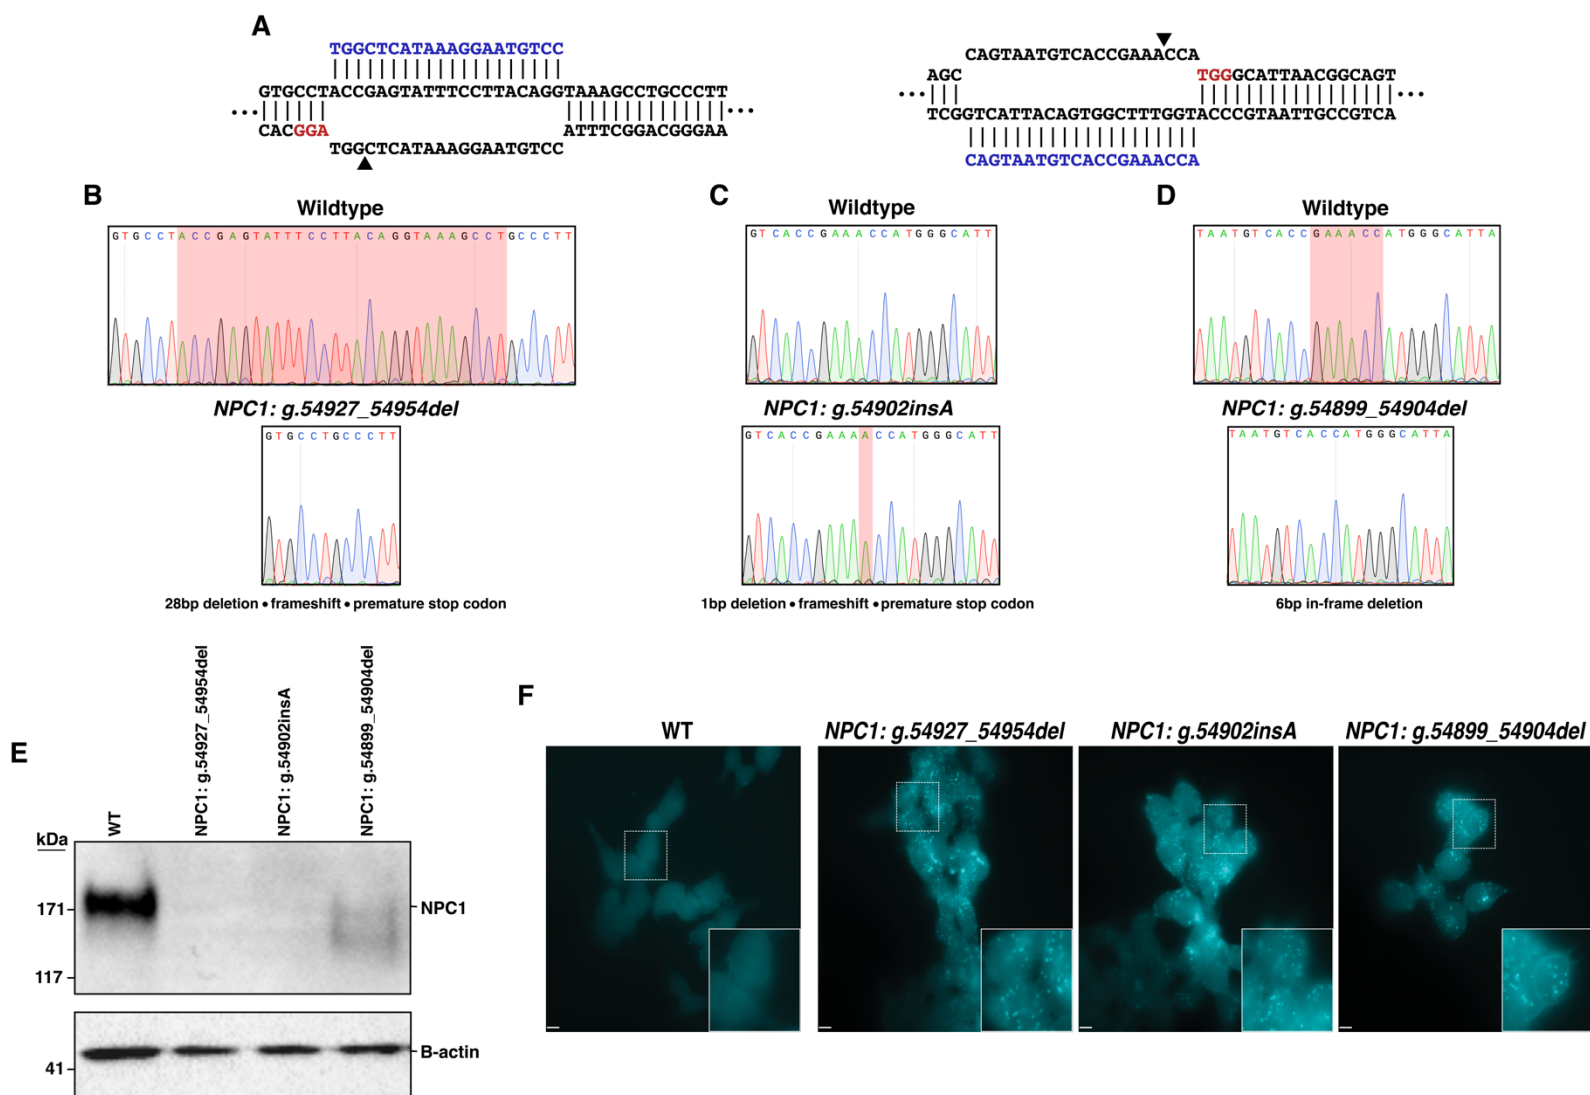 A
TGGCTCATAAAGGAATGTCC
GTGCCTACCGAGTATTTCCTTACAGGTAAAGCCTGCCCTT
CACGGA
ATTTCGGACGGGAA
TGGCTCATAAAGGAATGTCC
CAGTAATGTCACCGAAACCA
AGC
TGGGCATTAACGGCAGT
TCGGTCATTACAGTGGCTTTGGTACCCGTAATTGCCGTCA
CAGTAATGTCACCGAAACCA
B
Wildtype
GTGCCTACCGAGTATTTCCTTACAGGTAAAGCCTGCCCTT
NPC1: g.54927_54954del
GTGCCTGCCCTT
28bp deletion • frameshift • premature stop codon
C
Wildtype
GTCACCGAAACCATGGGCATT
NPC1: g.54902insA
GTCACCGAAAACCATGGGCATT
1bp deletion • frameshift • premature stop codon
D
Wildtype
TAATGTCACCGAAACCATGGGCATTA
NPC1: g.54899_54904del
TAATGTCACCATGGGCATTA
6bp in-frame deletion
E
WT
NPC1: g.54927_54954del
NPC1: g.54902insA
NPC1: g.54899_54904del
kDa
171
117
NPC1
41
B-actin
F
WT
NPC1: g.54927_54954del
NPC1: g.54902insA
NPC1: g.54899_54904del